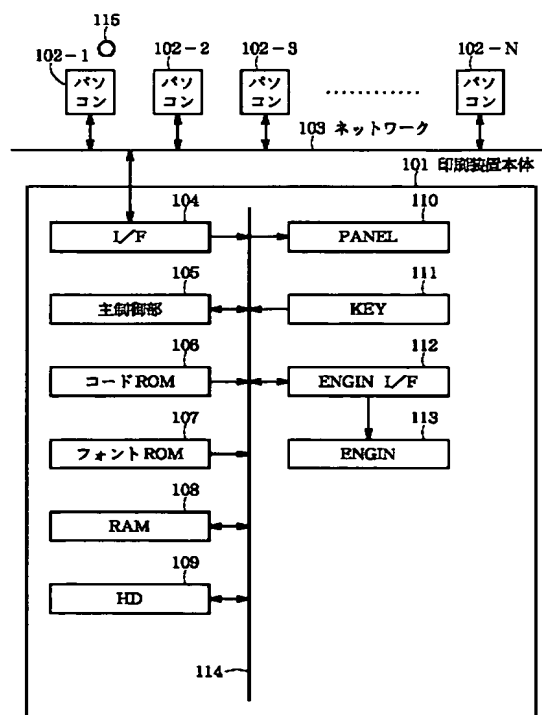 115
102-1 102-2 102-3 102-N
パソコン パソコン パソコン ………… パソコン
103 ネットワーク
101 印刷装置本体
104 110
I/F PANEL
105 111
主制御部 KEY
106 112
コードROM ENGIN I/F
107 113
フォントROM ENGIN
108
RAM
109
HD
114